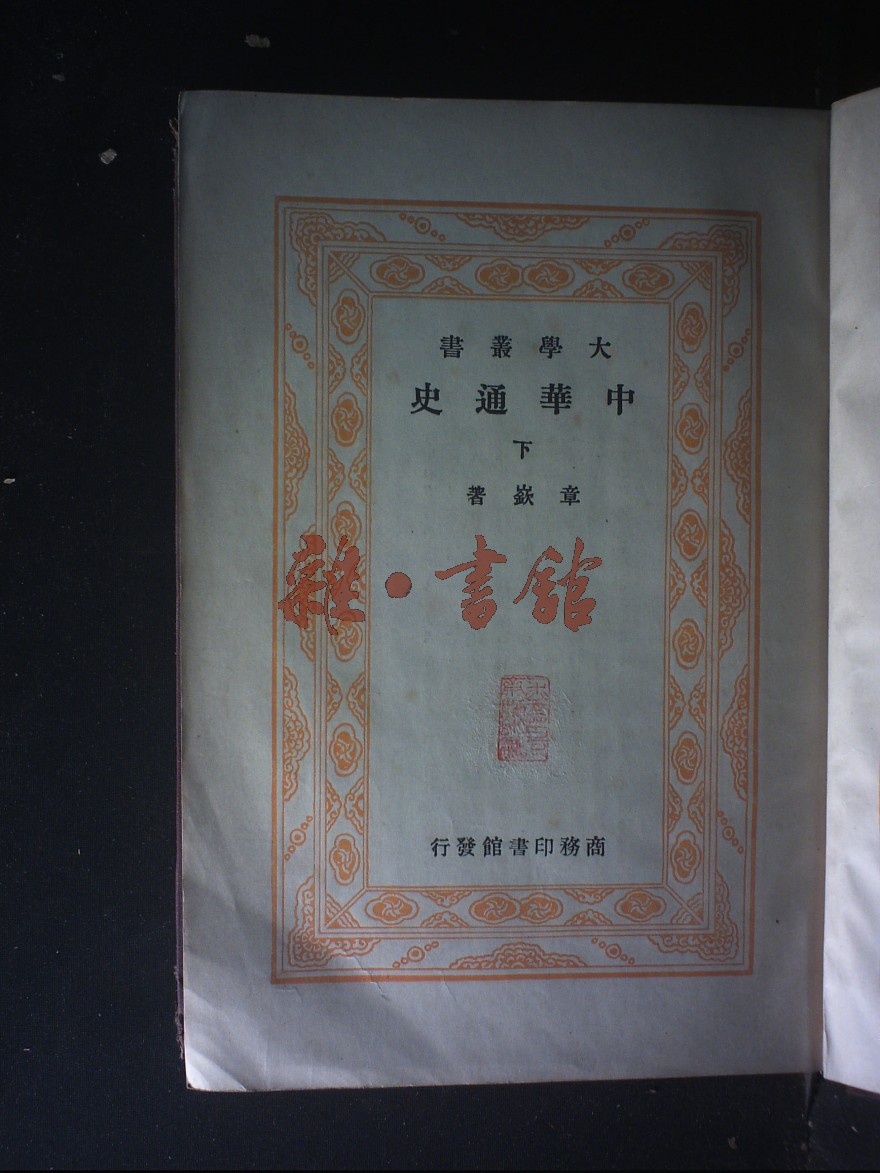 大學叢書
中華通史
下
章嶔著
雜·書館
商務印書館發行